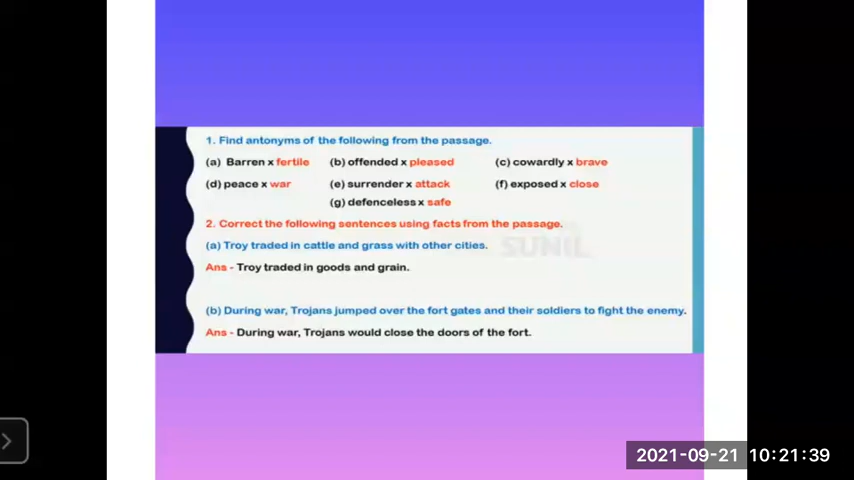 1. Find antonyms of the following from the passage.
(a) Barren x fertile (b) offended x pleased (c) cowardly x brave
(d) peace x war (e) surrender x attack (f) exposed x close
(g) defenceless x safe
2. Correct the following sentences using facts from the passage.
(a) Troy traded in cattle and grass with other cities.
SUNIL
Ans - Troy traded in goods and grain.
(b) During war, Trojans jumped over the fort gates and their soldiers to fight the enemy.
Ans - During war, Trojans would close the doors of the fort.
2021-09-21 10:21:39